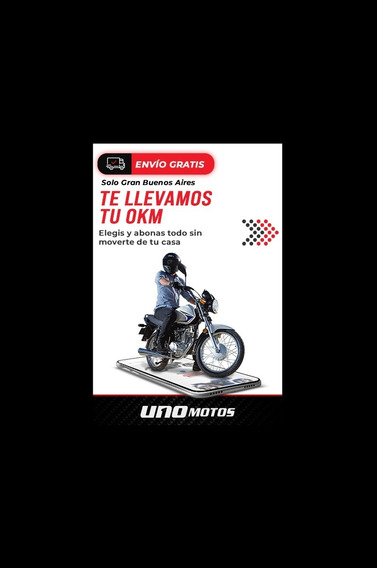 ENVÍO GRATIS
Solo Gran Buenos Aires
TE LLEVAMOS
TU 0KM
Elegis y abonas todo sin
moverte de tu casa
UNO MOTOS